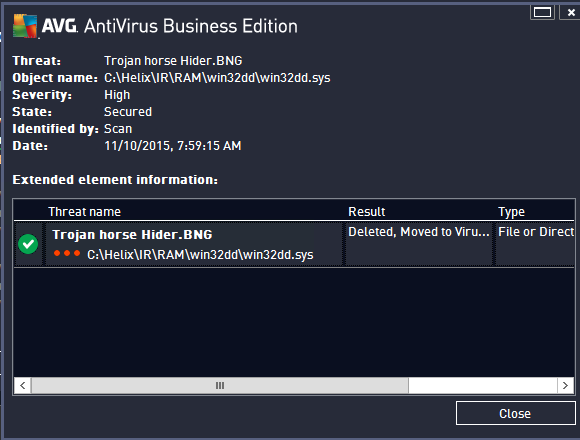 AVG. AntiVirus Business Edition
Threat: Trojan horse Hider.BNG
Object name: C:\Helix\IR\RAM\win32dd\win32dd.sys
Severity: High
State: Secured
Identified by: Scan
Date: 11/10/2015, 7:59:15 AM
Extended element information:
Threat name Result Type
Trojan horse Hider.BNG Deleted, Moved to Viru... File or Direct
C:\Helix\IR\RAM\win32dd\win32dd.sys
Close